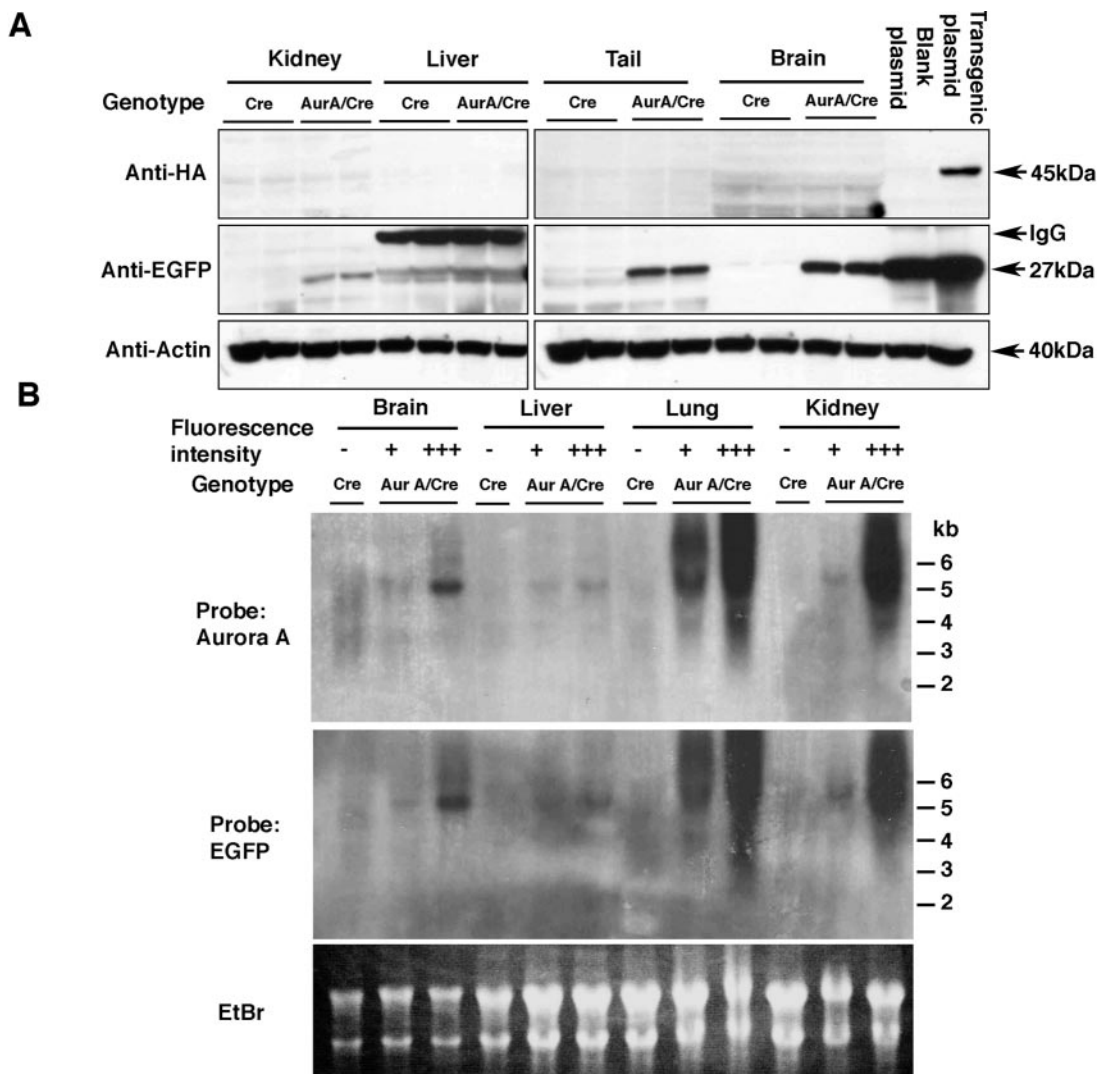 A
Kidney Liver Tail Brain Blank plasmid Transgenic plasmid
Genotype Cre AurA/Cre Cre AurA/Cre Cre AurA/Cre Cre AurA/Cre
Anti-HA 45kDa
IgG
Anti-EGFP 27kDa
Anti-Actin 40kDa
B
Brain Liver Lung Kidney
Fluorescence
intensity - + +++ - + +++ - + +++ - + +++
Genotype Cre Aur A/Cre Cre Aur A/Cre Cre Aur A/Cre Cre Aur A/Cre
kb
6
5
Probe:
Aurora A
4
3
2
6
5
Probe:
EGFP
4
3
2
EtBr